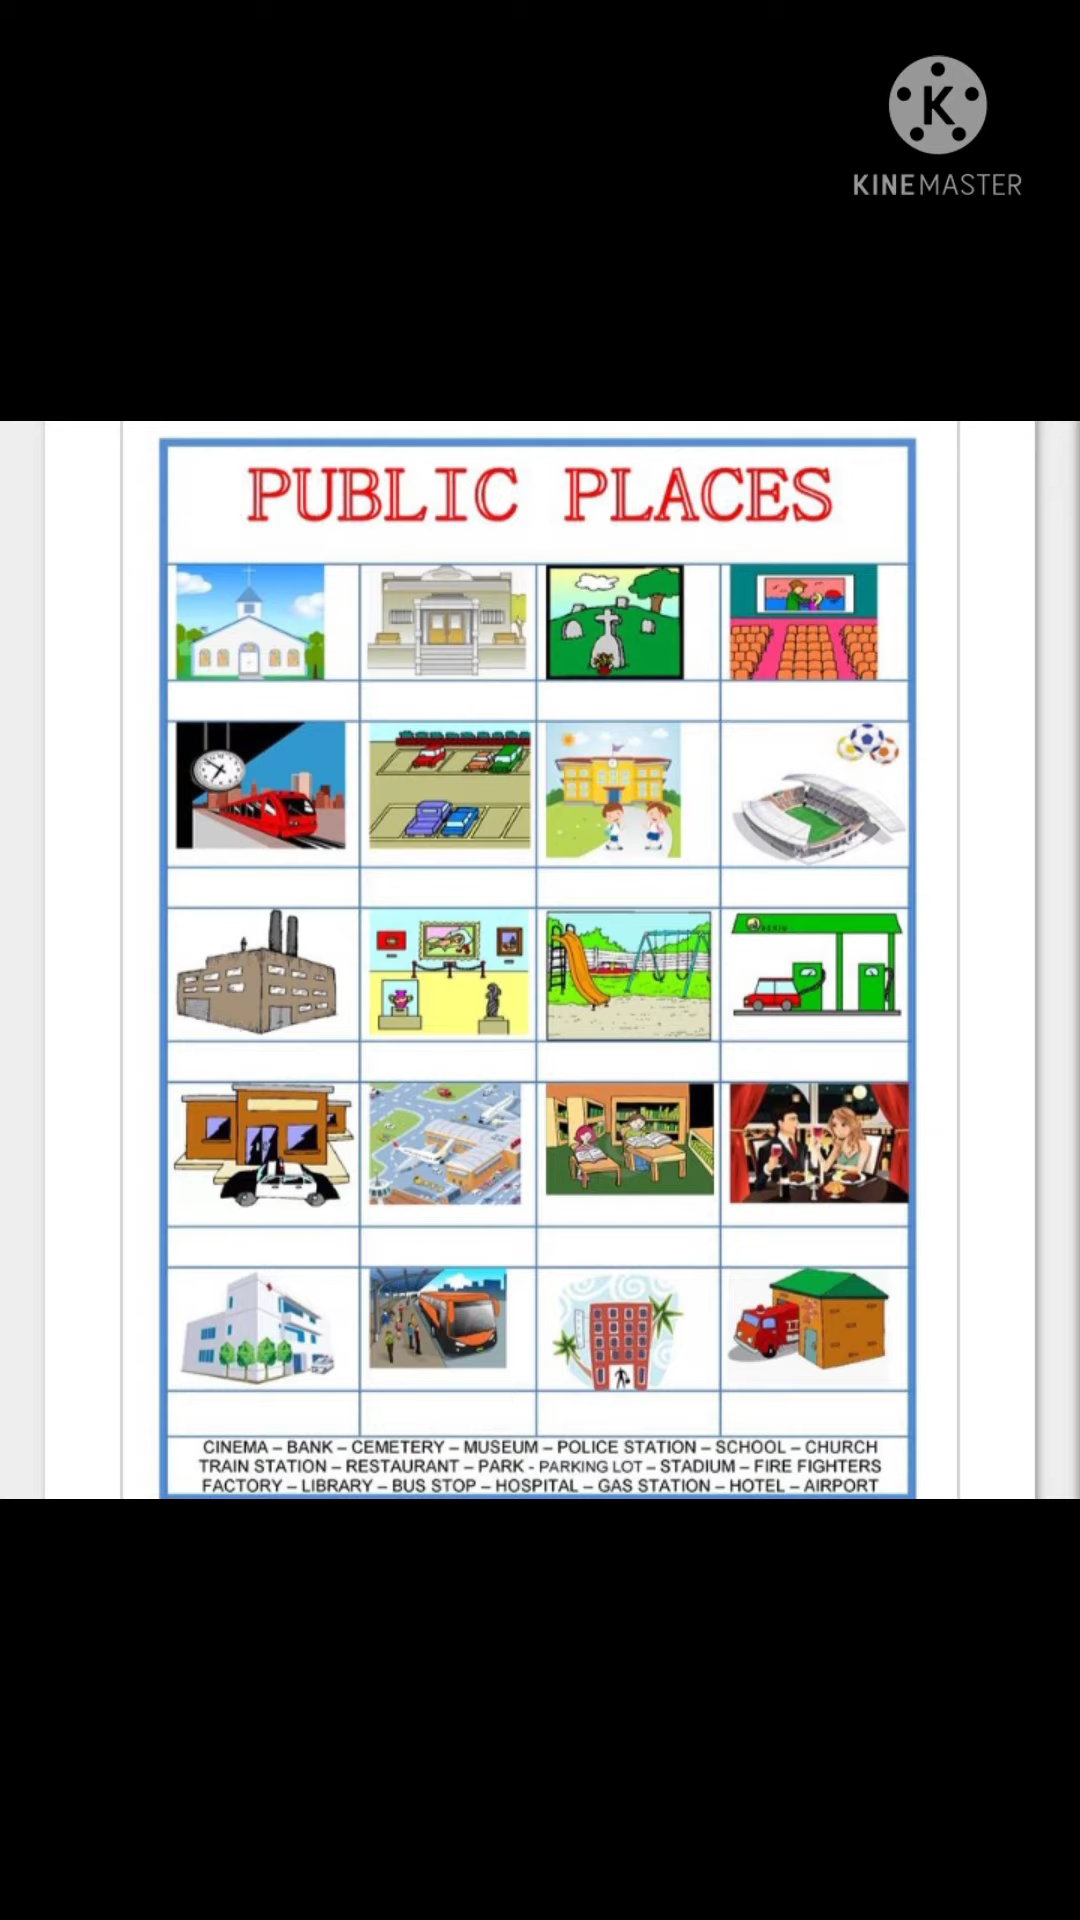 K
KINEMASTER
PUBLIC PLACES
CINEMA – BANK – CEMETERY – MUSEUM – POLICE STATION – SCHOOL – CHURCH
TRAIN STATION – RESTAURANT – PARK - PARKING LOT – STADIUM – FIRE FIGHTERS
FACTORY – LIBRARY – BUS STOP – HOSPITAL – GAS STATION – HOTEL – AIRPORT